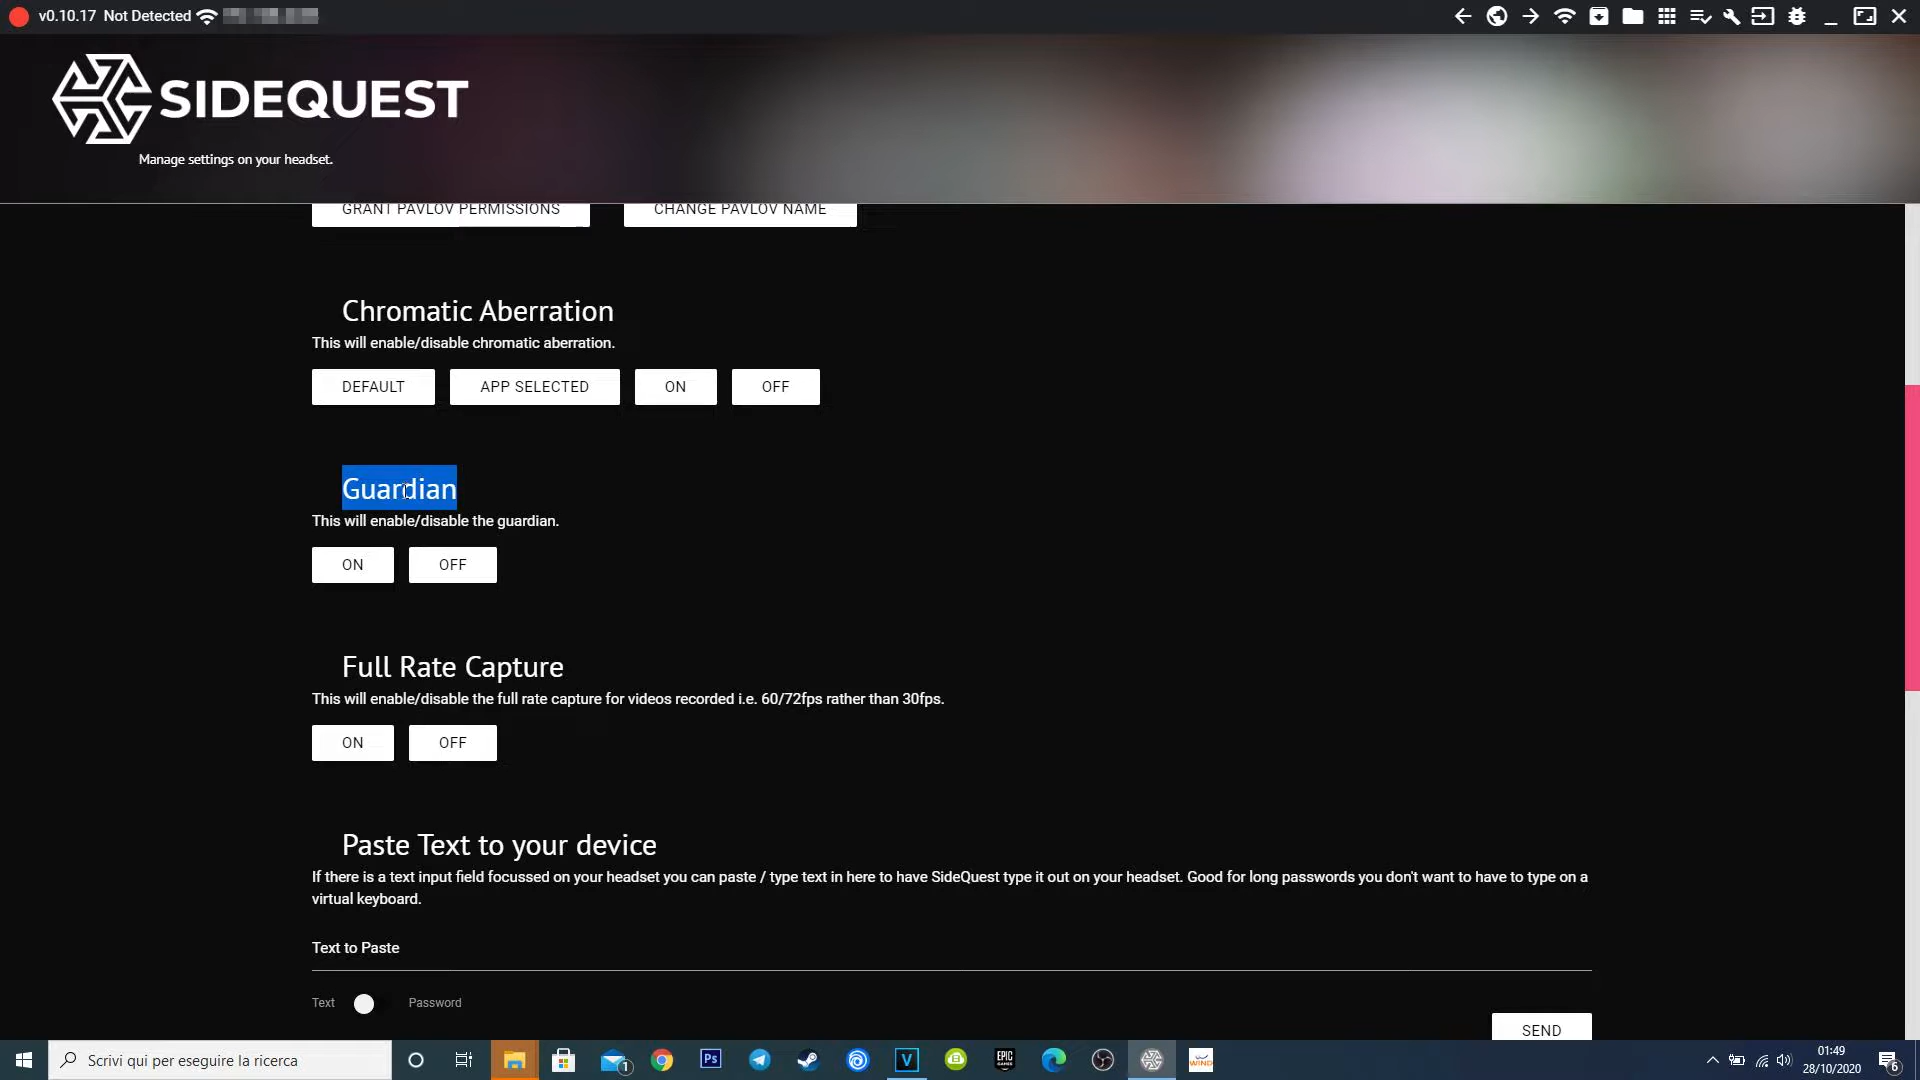 v0.10.17 Not Detected
SIDEQUEST
Manage settings on your headset.
GRANT PAVLOV PERMISSIONS
CHANGE PAVLOV NAME
Chromatic Aberration
This will enable/disable chromatic aberration.
DEFAULT
APP SELECTED
ON
OFF
Guardian
This will enable/disable the guardian.
ON
OFF
Full Rate Capture
This will enable/disable the full rate capture for videos recorded i.e. 60/72fps rather than 30fps.
ON
OFF
Paste Text to your device
If there is a text input field focussed on your headset you can paste / type text in here to have SideQuest type it out on your headset. Good for long passwords you don't want to have to type on a
virtual keyboard.
Text to Paste
Text
Password
SEND
Scrivi qui per eseguire la ricerca
1
Ps
V
EPIC
GAMES
WIND
01:49
28/10/2020
6